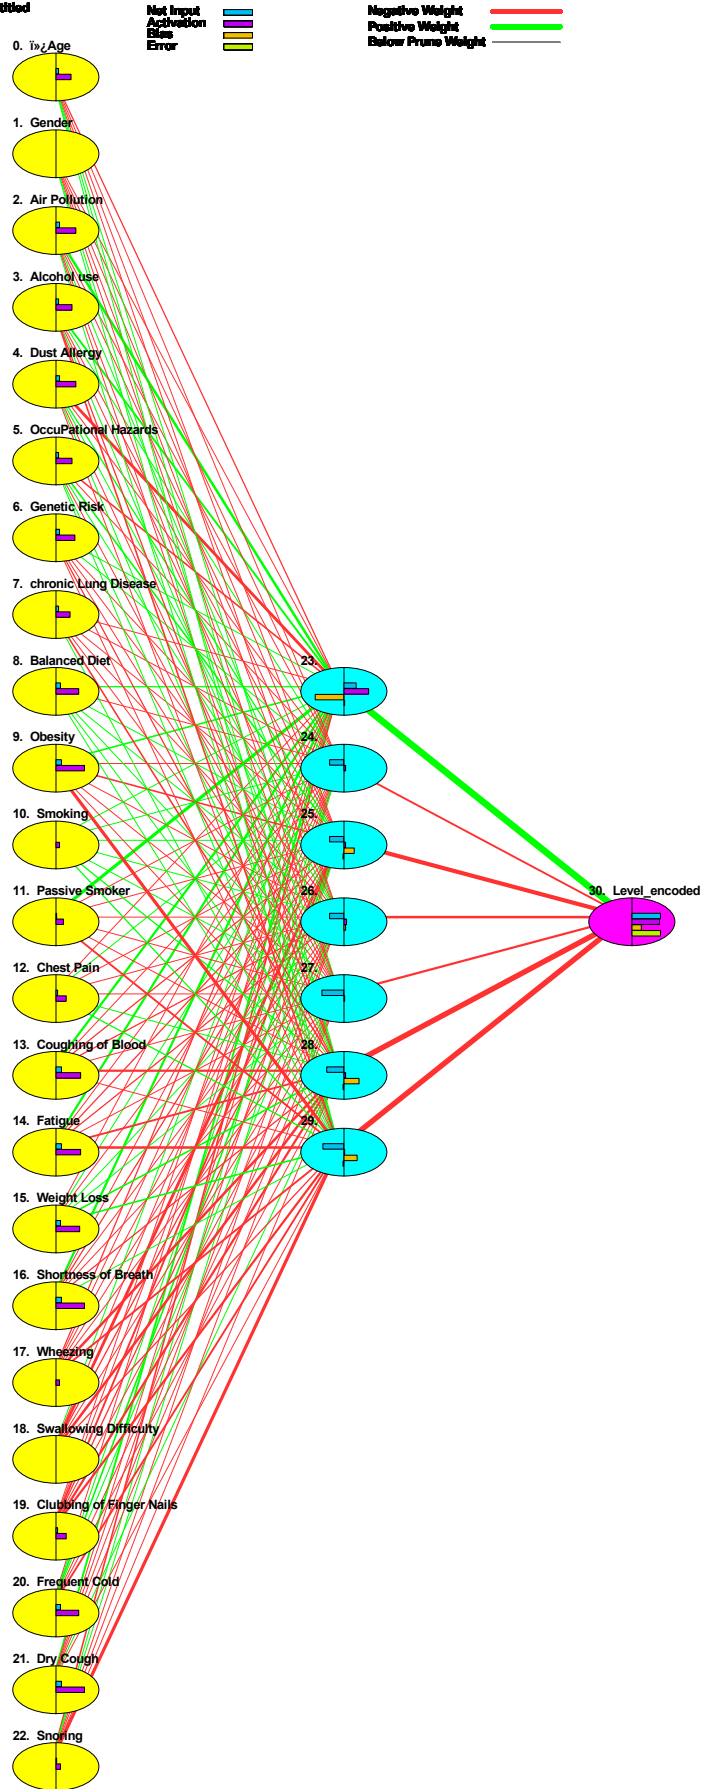 titled
Net Input
Activation
Bias
Error
Negative Weight
Positive Weight
Below Prune Weight
0. ï»¿Age
1. Gender
2. Air Pollution
3. Alcohol use
4. Dust Allergy
5. OccuPational Hazards
6. Genetic Risk
7. chronic Lung Disease
8. Balanced Diet
9. Obesity
10. Smoking
11. Passive Smoker
12. Chest Pain
13. Coughing of Blood
14. Fatigue
15. Weight Loss
16. Shortness of Breath
17. Wheezing
18. Swallowing Difficulty
19. Clubbing of Finger Nails
20. Frequent Cold
21. Dry Cough
22. Snoring
23.
24.
25.
26.
27.
28.
29.
30. Level_encoded